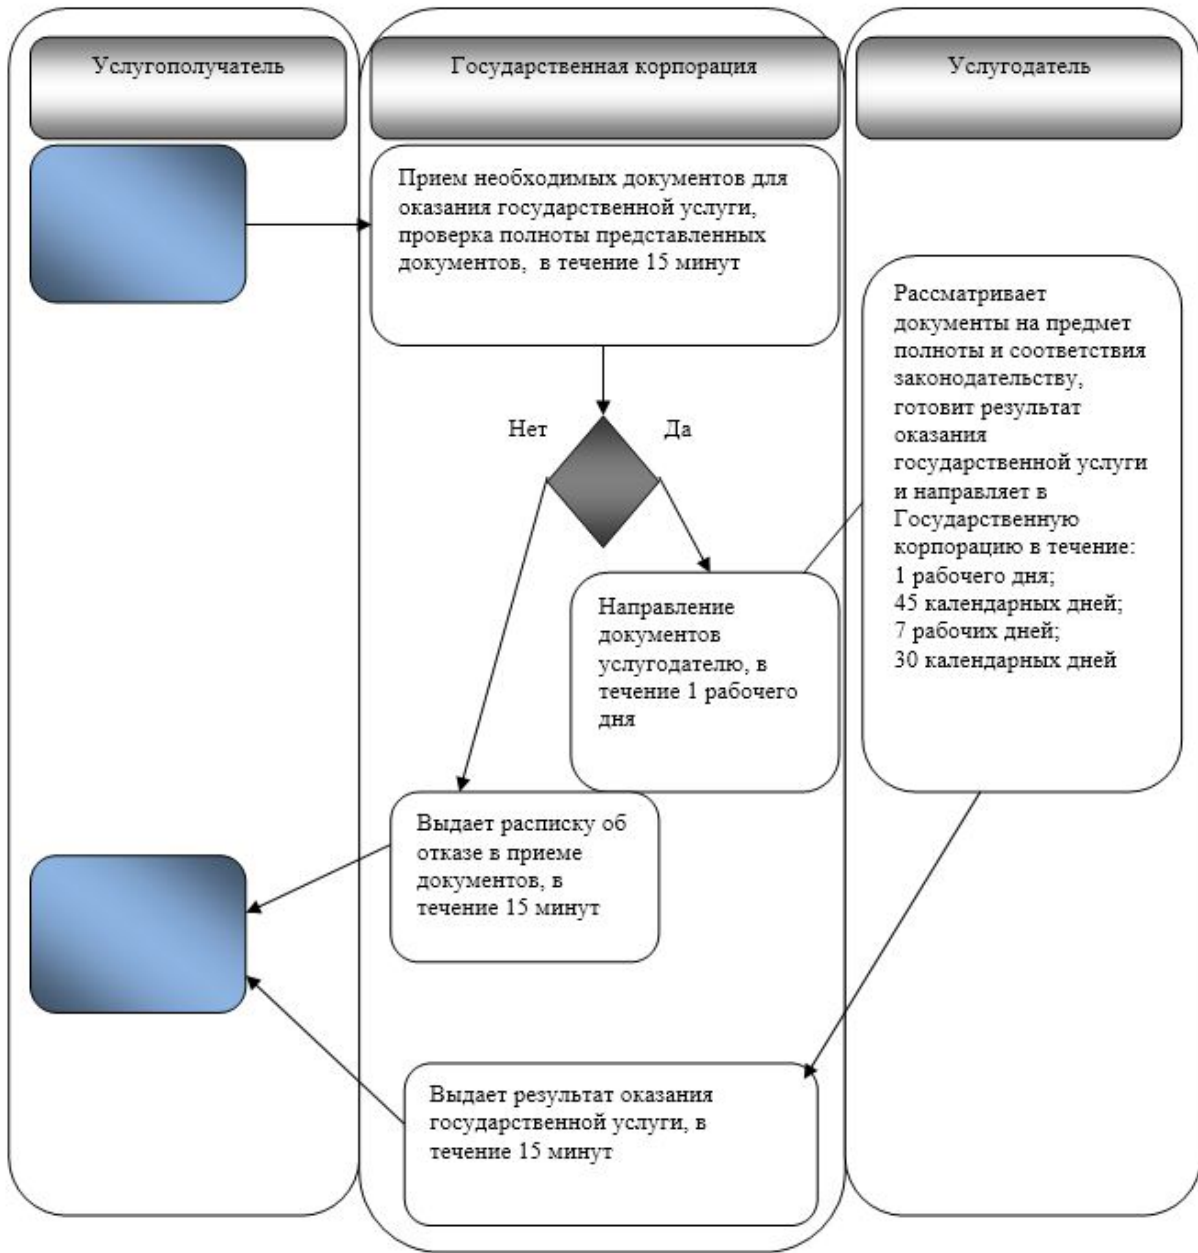 Услугополучатель
Государственная корпорация
Услугодатель
Прием необходимых документов для
оказания государственной услуги,
проверка полноты представленных
документов, в течение 15 минут
Рассматривает
документы на предмет
полноты и соответствия
законодательству,
готовит результат
оказания
государственной услуги
и направляет в
Государственную
корпорацию в течение:
1 рабочего дня;
45 календарных дней;
7 рабочих дней;
30 календарных дней
Нет
Да
Направление
документов
услугодателю, в
течение 1 рабочего
дня
Выдает расписку об
отказе в приеме
документов, в
течение 15 минут
Выдает результат оказания
государственной услуги, в
течение 15 минут